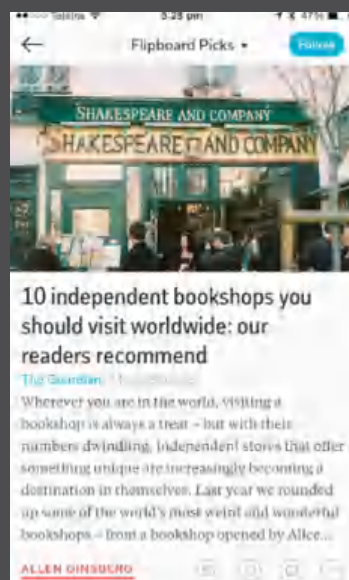 5:28 pm
47%
Flipboard Picks
SHAKESPEARE AND COMPANY
SHAKESPEARE AND COMPANY
10 independent bookshops you
should visit worldwide: our
readers recommend
The Guardian
Wherever you are in the world, visiting a
bookshop is always a treat – but with their
numbers dwindling, independent stores that offer
something unique are increasingly becoming a
destination in themselves. Last year we rounded
up some of the world's most weird and wonderful
bookshops – from a bookshop opened by Alice...
ALLEN GINSBERG